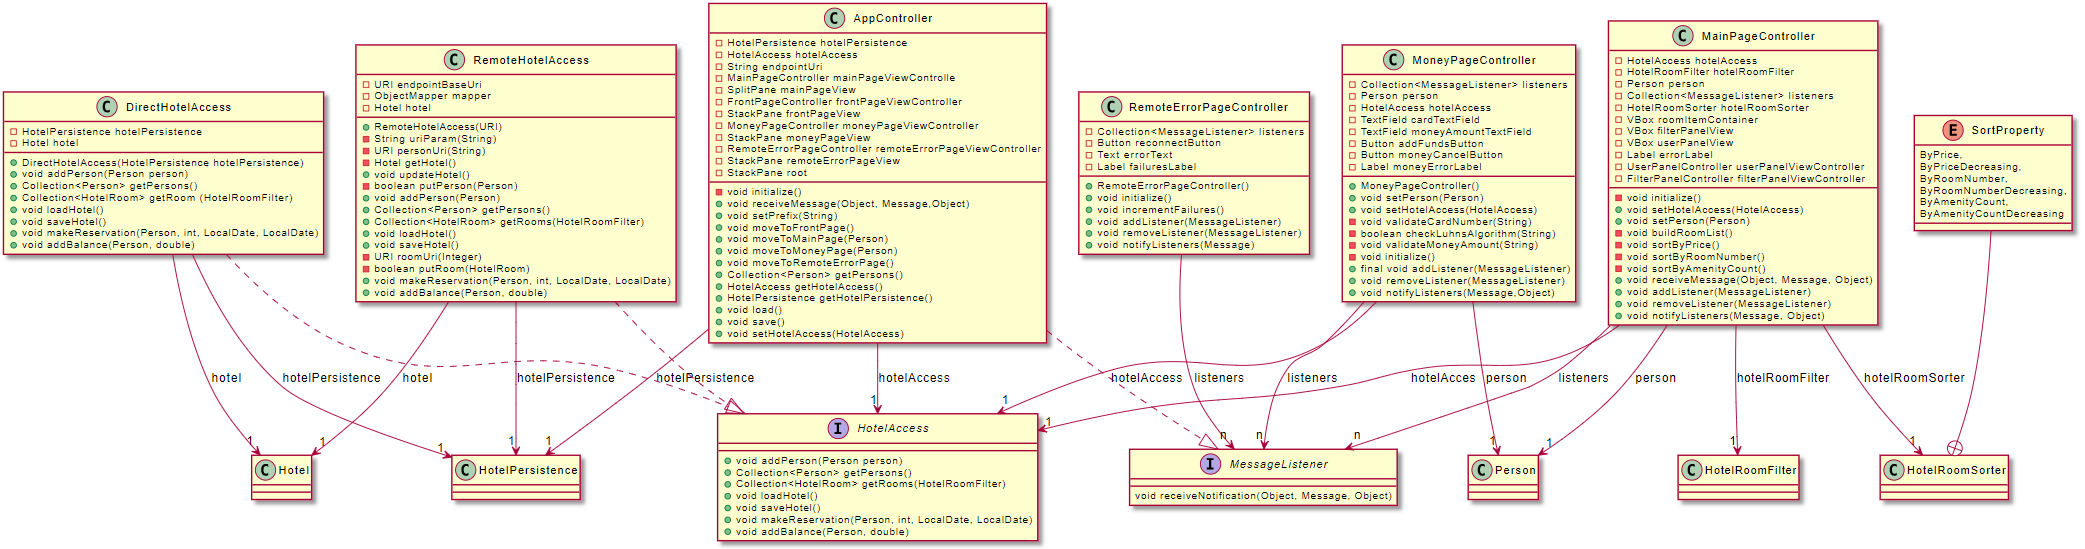 DirectHotelAccess
HotelPersistence hotelPersistence
Hotel hotel
DirectHotelAccess(HotelPersistence hotelPersistence)
void addPerson(Person person)
Collection<Person> getPersons()
Collection<HotelRoom> getRoom (HotelRoomFilter)
void loadHotel()
void saveHotel()
void makeReservation(Person, int, LocalDate, LocalDate)
void addBalance(Person, double)
RemoteHotelAccess
URI endpointBaseUri
ObjectMapper mapper
Hotel hotel
RemoteHotelAccess(URI)
String uriParam(String)
URI personUri(String)
Hotel getHotel()
void updateHotel()
boolean putPerson(Person)
void addPerson(Person)
Collection<Person> getPersons()
Collection<HotelRoom> getRooms(HotelRoomFilter)
void loadHotel()
void saveHotel()
URI roomUri(Integer)
boolean putRoom(HotelRoom)
void makeReservation(Person, int, LocalDate, LocalDate)
void addBalance(Person, double)
AppController
HotelPersistence hotelPersistence
HotelAccess hotelAccess
String endpointUri
MainPageController mainPageViewControlle
SplitPane mainPageView
FrontPageController frontPageViewController
StackPane frontPageView
MoneyPageController moneyPageViewController
StackPane moneyPageView
RemoteErrorPageController remoteErrorPageViewController
StackPane remoteErrorPageView
StackPane root
void initialize()
void receiveMessage(Object, Message,Object)
void setPrefix(String)
void moveToFrontPage()
void moveToMainPage(Person)
void moveToMoneyPage(Person)
void moveToRemoteErrorPage()
Collection<Person> getPersons()
HotelAccess getHotelAccess()
HotelPersistence getHotelPersistence()
void load()
void save()
void setHotelAccess(HotelAccess)
RemoteErrorPageController
Collection<MessageListener> listeners
Button reconnectButton
Text errorText
Label failuresLabel
RemoteErrorPageController()
void Initialize()
void incrementFailures()
void addListener(MessageListener)
void removeListener(MessageListener)
void notifyListeners(Message)
MoneyPageController
Collection<MessageListener> listeners
Person person
HotelAccess hotelAccess
TextField cardTextField
TextField moneyAmountTextField
Button addFundsButton
Button moneyCancelButton
Label moneyErrorLabel
MoneyPageController()
void setPerson(Person)
void setHotelAccess(HotelAccess)
void validateCardNumber(String)
boolean checkLuhnsAlgorithm(String)
void validateMoneyAmount(String)
void initialize()
final void addListener(MessageListener)
void removeListener(MessageListener)
void notifyListeners(Message,Object)
MainPageController
HotelAccess hotelAccess
HotelRoomFilter hotelRoomFilter
Person person
Collection<MessageListener> listeners
HotelRoomSorter hotelRoomSorter
VBox roomItemContainer
VBox filterPanelView
VBox userPanelView
Label errorLabel
UserPanelController userPanelViewController
FilterPanelController filterPanelViewController
void initialize()
void setHotelAccess(HotelAccess)
void setPerson(Person)
void buildRoomList()
void sortByPrice()
void sortByRoomNumber()
void sortByAmenityCount()
void receiveMessage(Object, Message, Object)
void addListener(MessageListener)
void removeListener(MessageListener)
void notifyListeners(Message, Object)
SortProperty
ByPrice,
ByPriceDecreasing,
ByRoomNumber,
ByRoomNumberDecreasing,
ByAmenityCount,
ByAmenityCountDecreasing
hotel
hotelPersistence
hotel
hotelPersistence
hotelPersistence
hotelAccess
hotelAccess
listeners
listeners
hotelAcces
person
listeners
person
hotelRoomFilter
hotelRoomSorter
1
1
1
1
1
1
1
1
n
n
n
1
1
1
1
Hotel
HotelPersistence
HotelAccess
void addPerson(Person person)
Collection<Person> getPersons()
Collection<HotelRoom> getRooms(HotelRoomFilter)
void loadHotel()
void saveHotel()
void makeReservation(Person, int, LocalDate, LocalDate)
void addBalance(Person, double)
MessageListener
void receiveNotification(Object, Message, Object)
Person
HotelRoomFilter
HotelRoomSorter